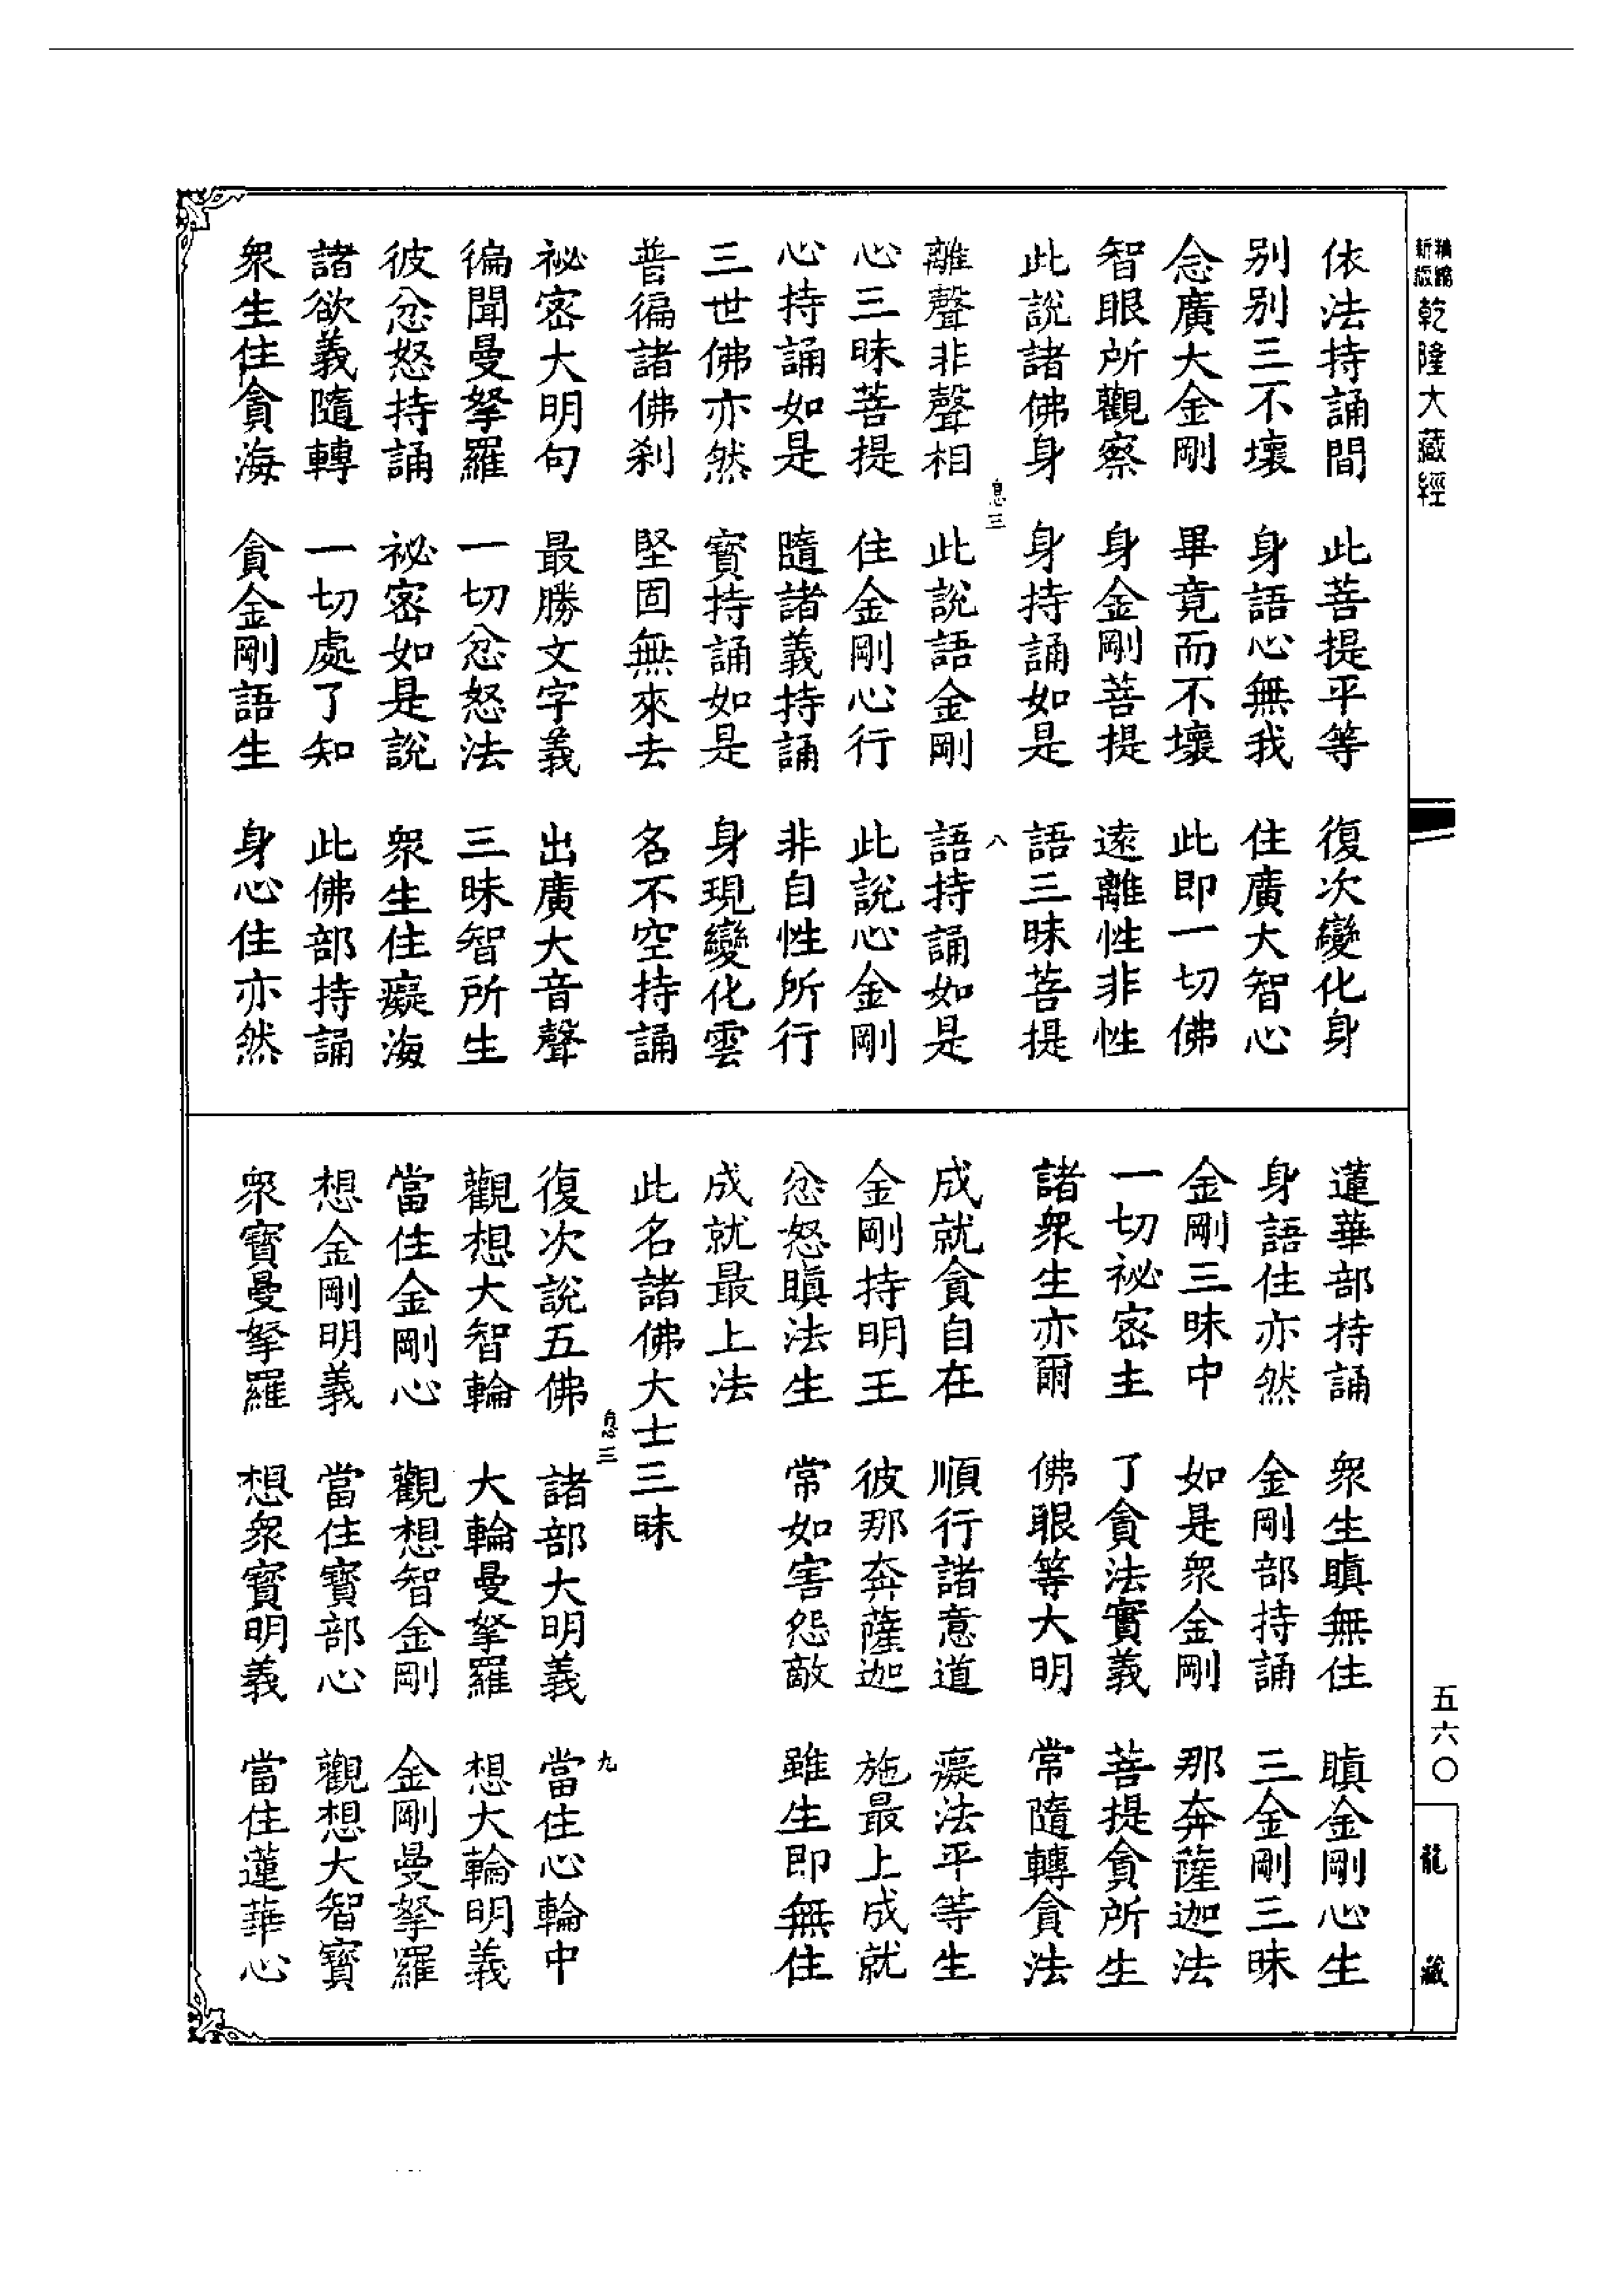 精縮
新編
乾隆大藏經
依法持誦間 此菩提平等 復次變化身
別別三不壞 身語心無我 住廣大智心
念廣大金剛 畢竟而不壞 此即一切佛
智眼所觀察 身金剛菩提 遠離性非性
此說諸佛身 身持誦如是 語三昧菩提
息三 八
離聲非聲相 此說語金剛 語持誦如是
心三昧菩提 住金剛心行 此說心金剛
心持誦如是 隨諸義持誦 非自性所行
三世佛亦然 寳持誦如是 身現變化雲
普徧諸佛刹 堅固無來去 名不空持誦
祕密大明句 最勝文字義 出廣大音聲
徧聞曼拏羅 一切忿怒法 三昧智所生
彼忿怒持誦 祕密如是說 衆生住癡海
諸欲義隨轉 一切處了知 此佛部持誦
衆生住貪海 貪金剛語生 身心住亦然
蓮華部持誦 衆生瞋無住 瞋金剛心生
身語住亦然 金剛部持誦 三金剛三昧
金剛三昧中 如是衆金剛 那奔薩迦法
一切祕密主 了貪法實義 菩提貪所生
諸衆生亦爾 佛眼等大明 常隨轉貪法
成就貪自在 順行諸意道 癡法平等生
金剛持明王 彼那奔薩迦 施最上成就
忿怒瞋法生 常如害怨敵 雖生即無住
成就最上法
此名諸佛大士三昧
息三 九
復次說五佛 諸部大明義 當住心輪中
觀想大智輪 大輪曼拏羅 想大輪明義
當住金剛心 觀想智金剛 金剛曼拏羅
想金剛明義 當住寳部心 觀想大智寳
衆寳曼拏羅 想衆寳明義 當住蓮華心
五六〇
龍藏